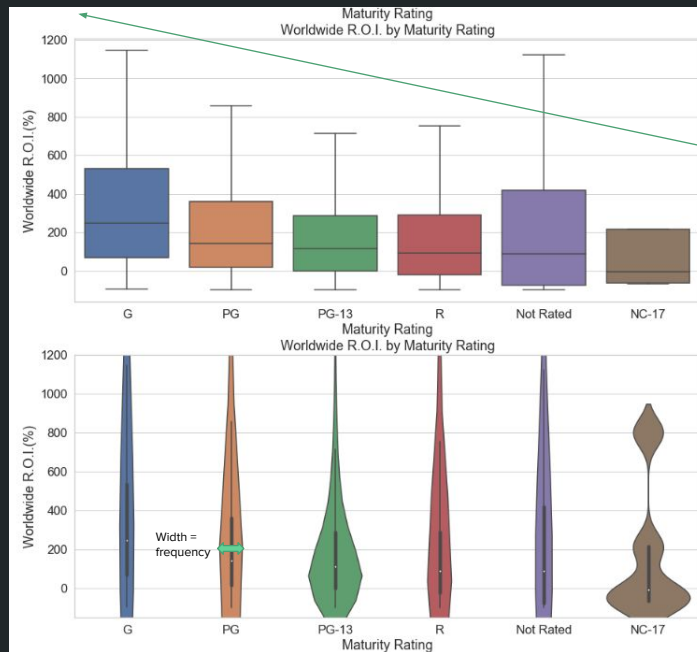 Maturity Rating
Worldwide R.O.I. by Maturity Rating
Worldwide R.O.I.(%)
1200
1000
800
600
400
200
0
G PG PG-13 R Not Rated NC-17
Maturity Rating
Worldwide R.O.I. by Maturity Rating
Worldwide R.O.I.(%)
1200
1000
800
600
400
200
0
Width =
frequency
G PG PG-13 R Not Rated NC-17
Maturity Rating